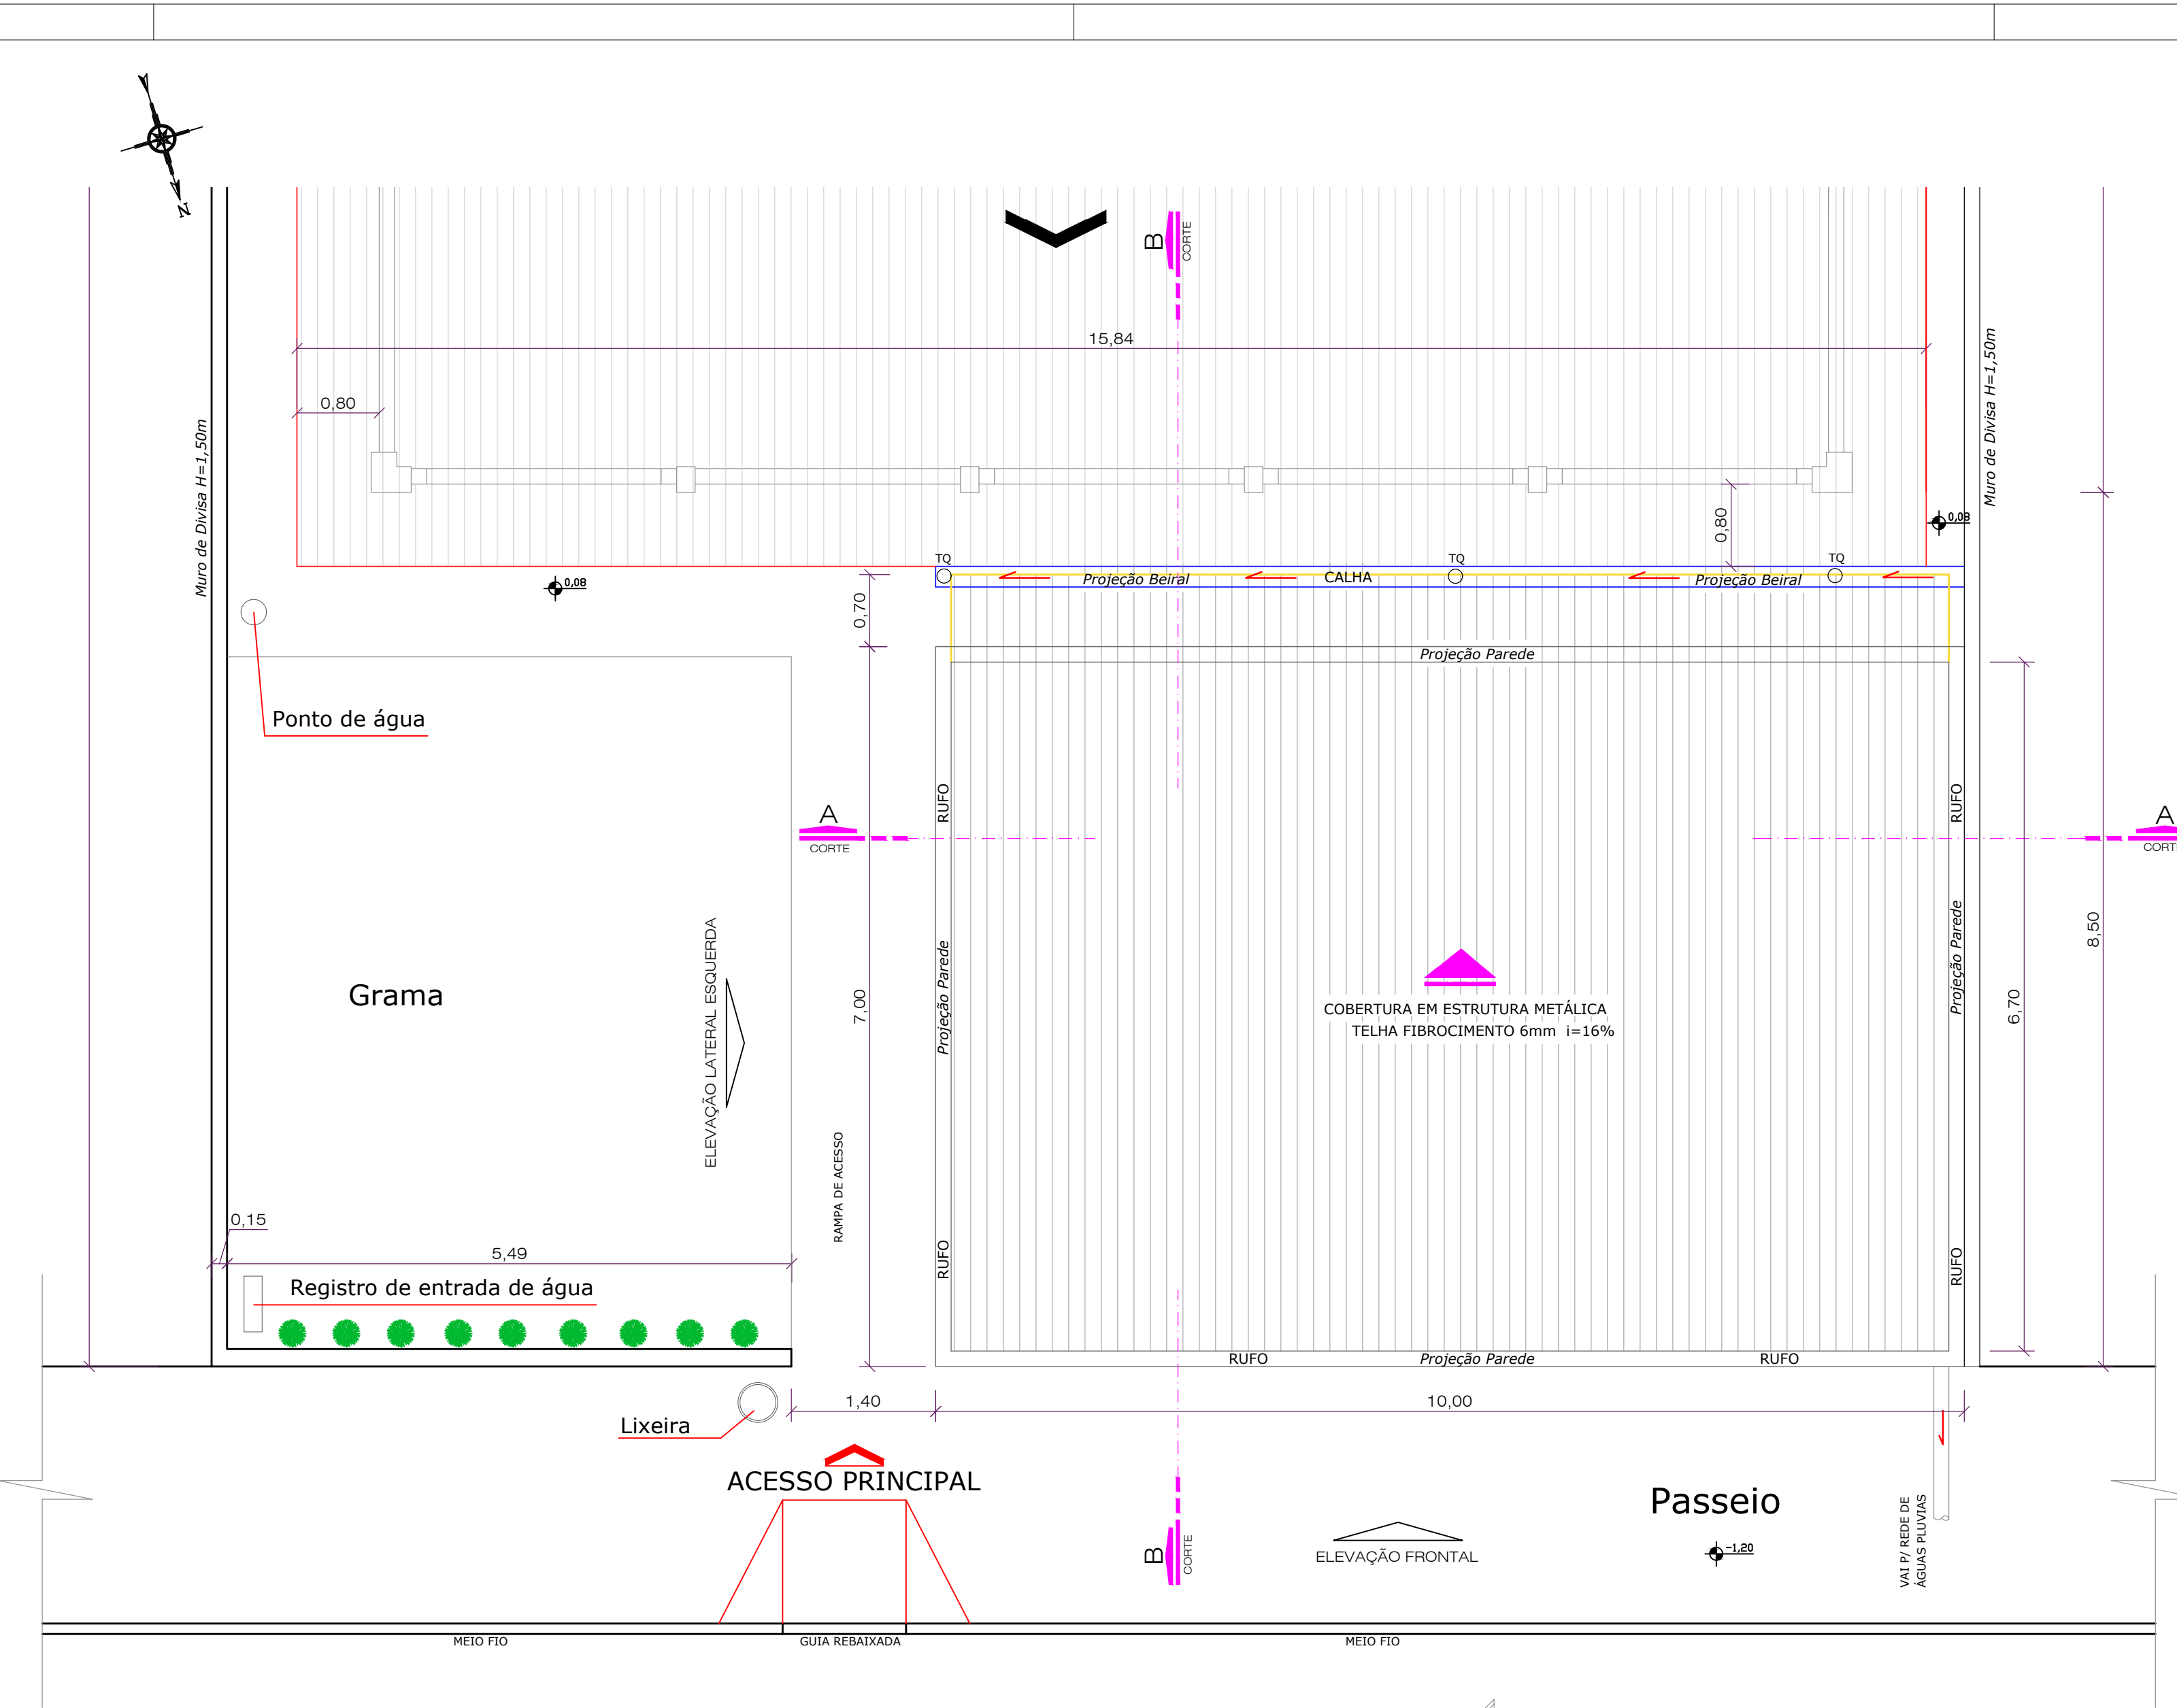 N
B
CORTE
15,84
0,80
Muro de Divisa H=1,50m
Muro de Divisa H=1,50m
0,80
0,08
TQ
TQ
TQ
0,08
Projeção Beiral
CALHA
Projeção Beiral
0,70
Projeção Parede
Ponto de água
RUFO
RUFO
A
CORTE
A
CORTE
ELEVAÇÃO LATERAL ESQUERDA
Projeção Parede
Projeção Parede
8,50
Grama
7,00
6,70
COBERTURA EM ESTRUTURA METÁLICA
TELHA FIBROCIMENTO 6mm i=16%
RAMPA DE ACESSO
0,15
5,49
RUFO
RUFO
Registro de entrada de água
RUFO
Projeção Parede
RUFO
1,40
10,00
Lixeira
ACESSO PRINCIPAL
Passeio
B
CORTE
ELEVAÇÃO FRONTAL
-1,20
VAI P/ REDE DE
ÁGUAS PLUVIAS
MEIO FIO
GUIA REBAIXADA
MEIO FIO